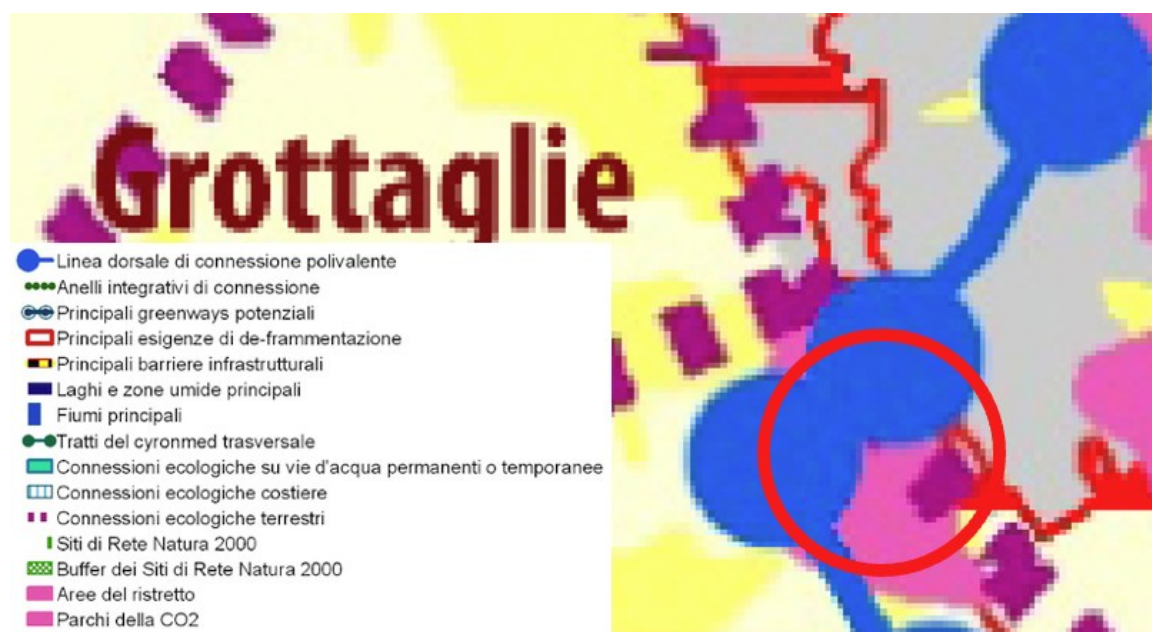 Grottaglie
Linea dorsale di connessione polivalente
Anelli integrativi di connessione
Principali greenways potenziali
Principali esigenze di de-frammentazione
Principali barriere infrastrutturali
Laghi e zone umide principali
Fiumi principali
Tratti del cyronmed trasversale
Connessioni ecologiche su vie d'acqua permanenti o temporanee
Connessioni ecologiche costiere
Connessioni ecologiche terrestri
Siti di Rete Natura 2000
Buffer dei Siti di Rete Natura 2000
Aree del ristretto
Parchi della CO2